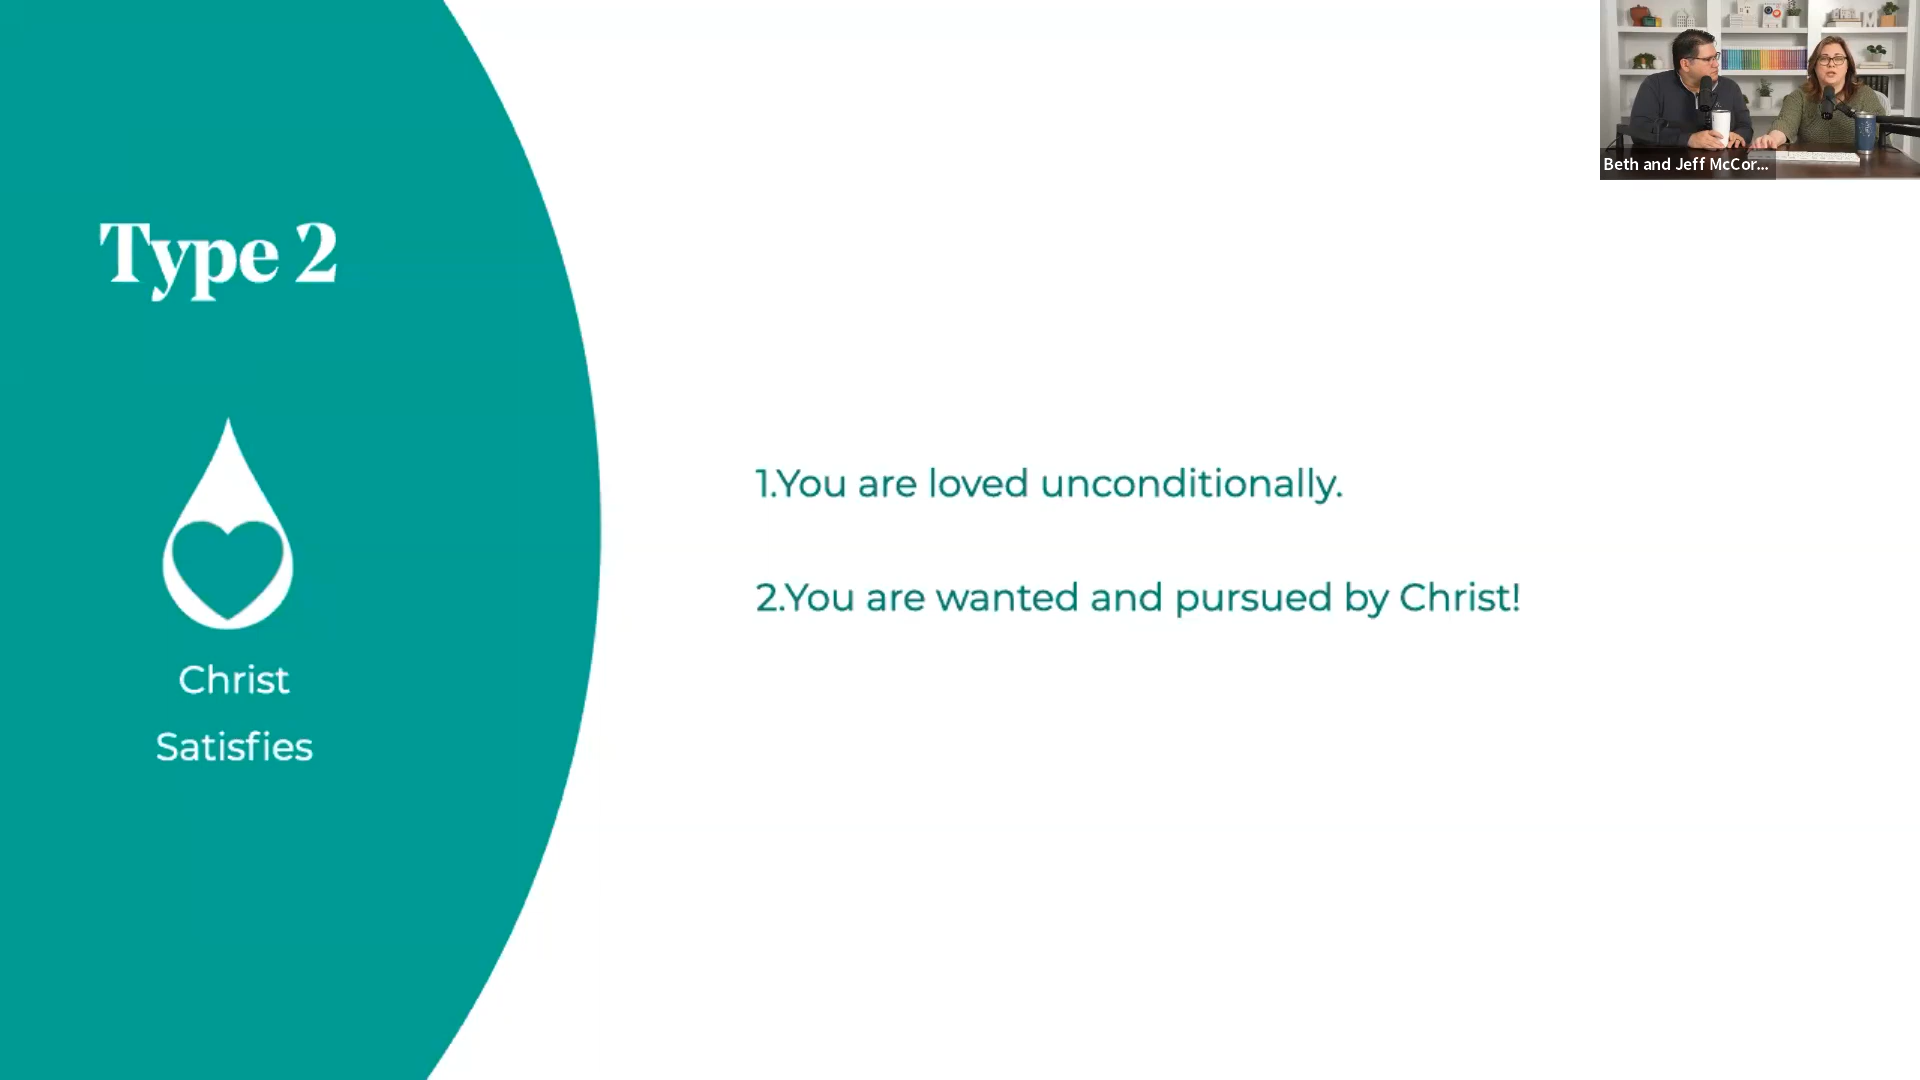 Type 2
Christ
Satisfies
1.You are loved unconditionally.
2.You are wanted and pursued by Christ!
Beth and Jeff McCor...